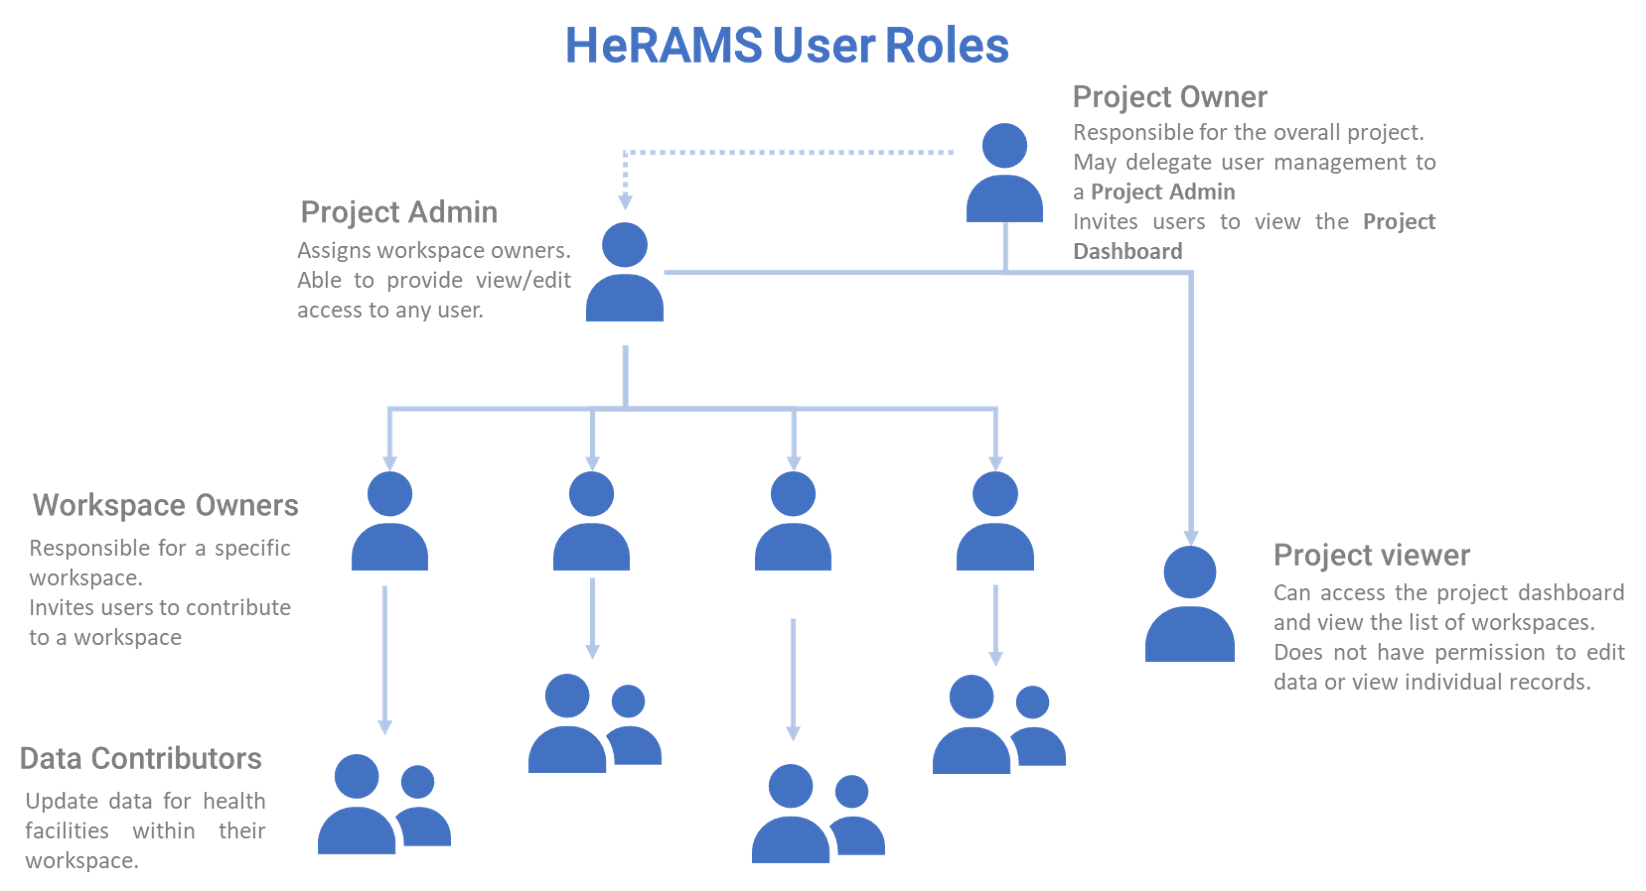 HeRAMS User Roles
Project Owner
Responsible for the overall project.
May delegate user management to
a Project Admin
Invites users to view the Project
Dashboard
Project Admin
Assigns workspace owners.
Able to provide view/edit
access to any user.
Workspace Owners
Responsible for a specific
workspace.
Invites users to contribute
to a workspace
Project viewer
Can access the project dashboard
and view the list of workspaces.
Does not have permission to edit
data or view individual records.
Data Contributors
Update data for health
facilities within their
workspace.